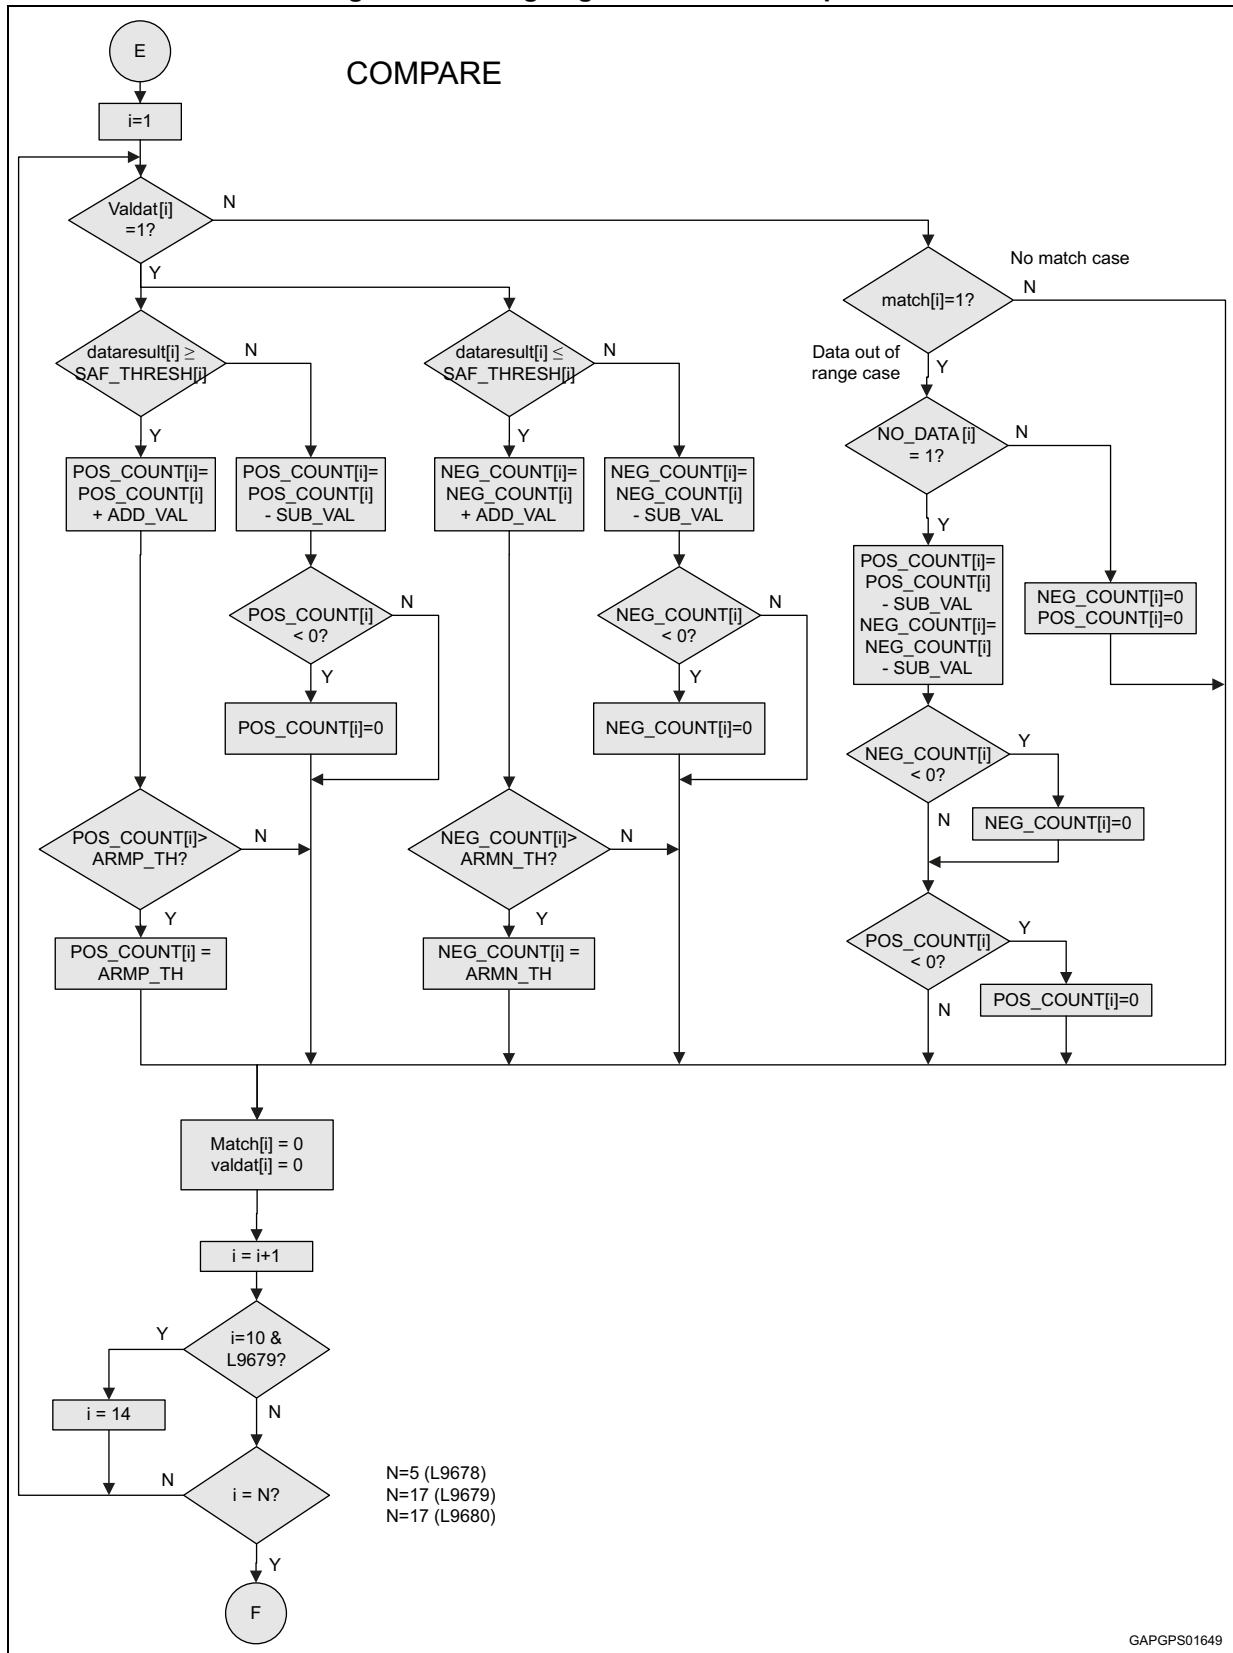 E
COMPARE
i=1
Valdat[i]
=1?
N
Y
No match case
match[i]=1?
N
Data out of
range case
Y
dataresult[i] ≥
SAF_THRESH[i]
N
Y
dataresult[i] ≤
SAF_THRESH[i]
N
Y
NO_DATA [i]
= 1?
N
Y
POS_COUNT[i]=
POS_COUNT[i]
+ ADD_VAL
POS_COUNT[i]=
POS_COUNT[i]
- SUB_VAL
NEG_COUNT[i]=
NEG_COUNT[i]
+ ADD_VAL
NEG_COUNT[i]=
NEG_COUNT[i]
- SUB_VAL
POS_COUNT[i]=
POS_COUNT[i]
- SUB_VAL
NEG_COUNT[i]=
NEG_COUNT[i]
- SUB_VAL
NEG_COUNT[i]=0
POS_COUNT[i]=0
POS_COUNT[i]
< 0?
N
Y
NEG_COUNT[i]
< 0?
N
Y
POS_COUNT[i]=0
NEG_COUNT[i]=0
NEG_COUNT[i]
< 0?
Y
N
NEG_COUNT[i]=0
POS_COUNT[i]>
ARMP_TH?
N
Y
NEG_COUNT[i]>
ARMN_TH?
N
Y
POS_COUNT[i] =
ARMP_TH
NEG_COUNT[i] =
ARMN_TH
POS_COUNT[i]
< 0?
Y
N
POS_COUNT[i]=0
Match[i] = 0
valdat[i] = 0
i = i+1
i=10 &
L9679?
Y
N
i = 14
i = N?
N
Y
N=5 (L9678)
N=17 (L9679)
N=17 (L9680)
F
GAPGPS01649